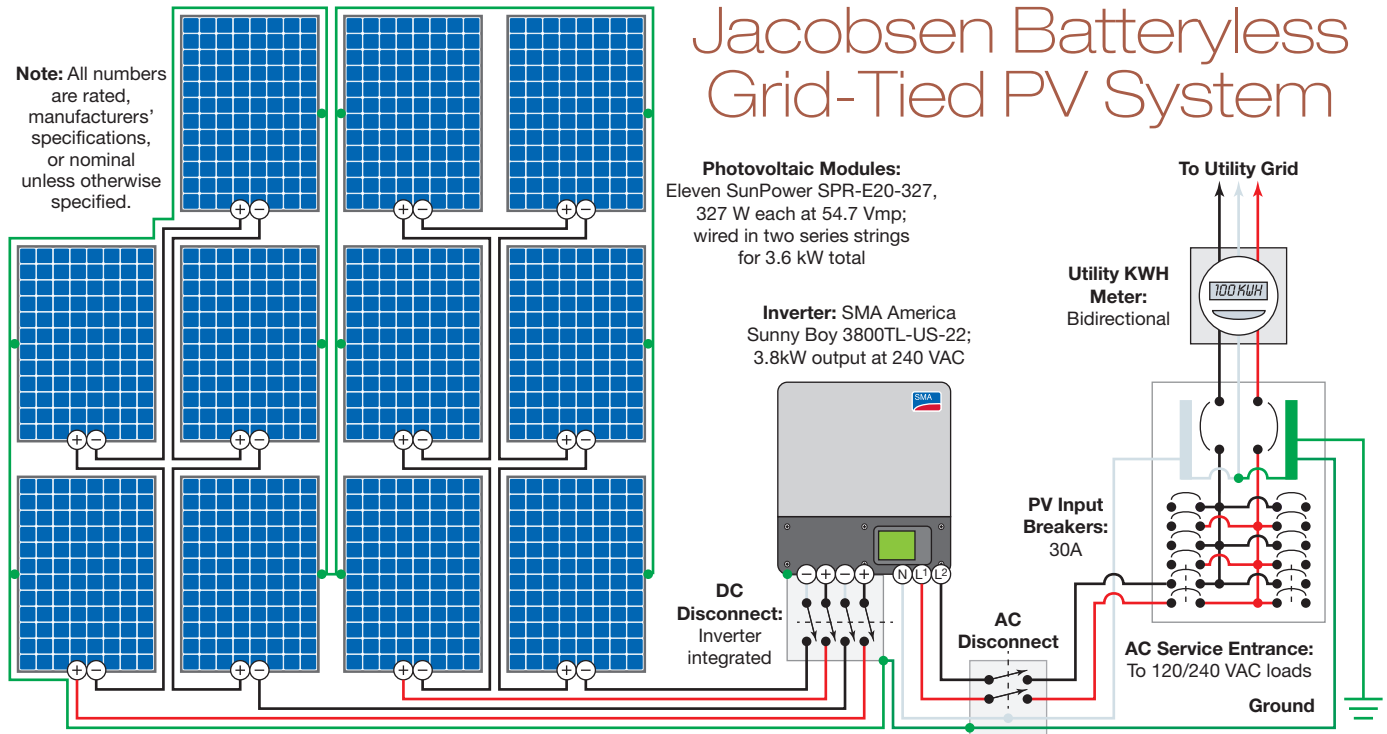 Jacobsen Batteryless
Grid-Tied PV System
Note: All numbers
are rated,
manufacturers’
specifications,
or nominal
unless otherwise
specified.
Photovoltaic Modules:
Eleven SunPower SPR-E20-327,
327 W each at 54.7 Vmp;
wired in two series strings
for 3.6 kW total
To Utility Grid
Utility KWH
Meter:
Bidirectional
100 KWH
Inverter: SMA America
Sunny Boy 3800TL-US-22;
3.8kW output at 240 VAC
SMA
+ −
+ −
+ −
+ −
+ −
+ −
+ −
+ −
+ −
+ −
+ −
− + − + N L1 L2
PV Input
Breakers:
30A
DC
Disconnect:
Inverter
integrated
AC
Disconnect
AC Service Entrance:
To 120/240 VAC loads
Ground